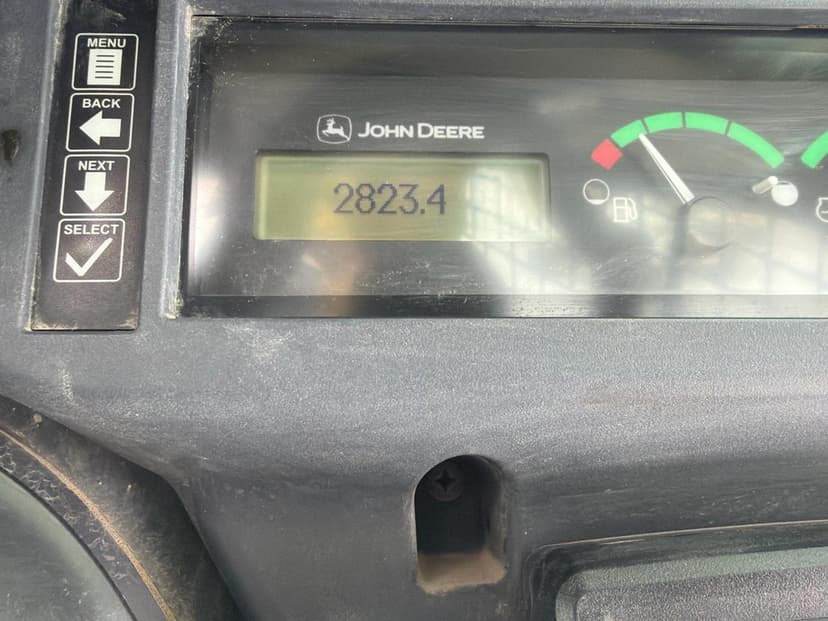 MENU
BACK
NEXT
SELECT
JOHN DEERE
2823.4